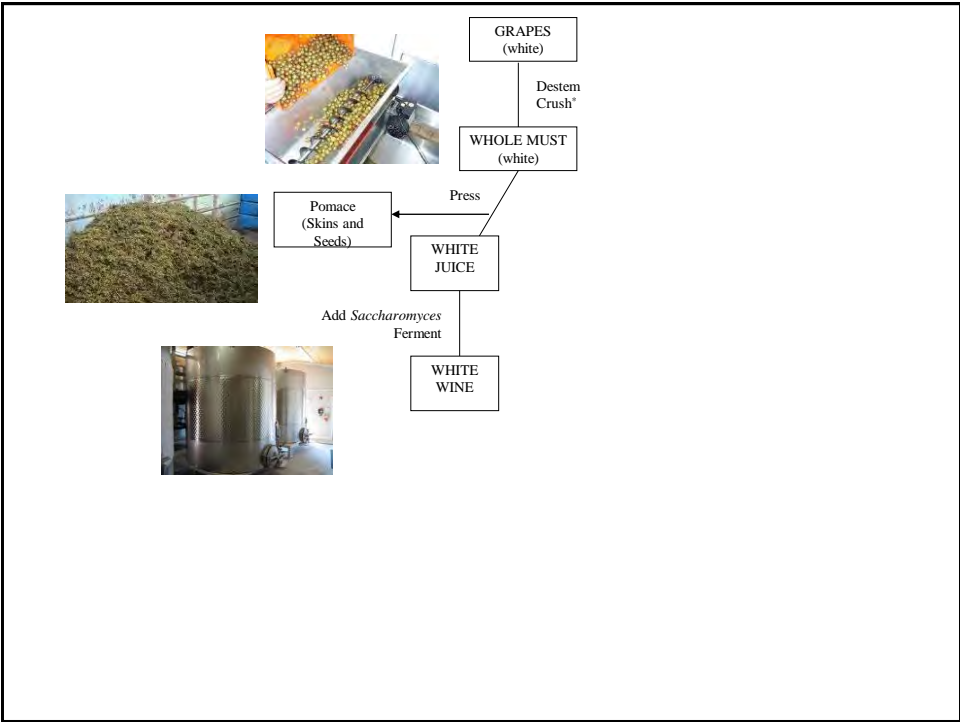 GRAPES
(white)
Destem
Crush*
WHOLE MUST
(white)
Press
Pomace
(Skins and
Seeds)
WHITE
JUICE
Add Saccharomyces
Ferment
WHITE
WINE